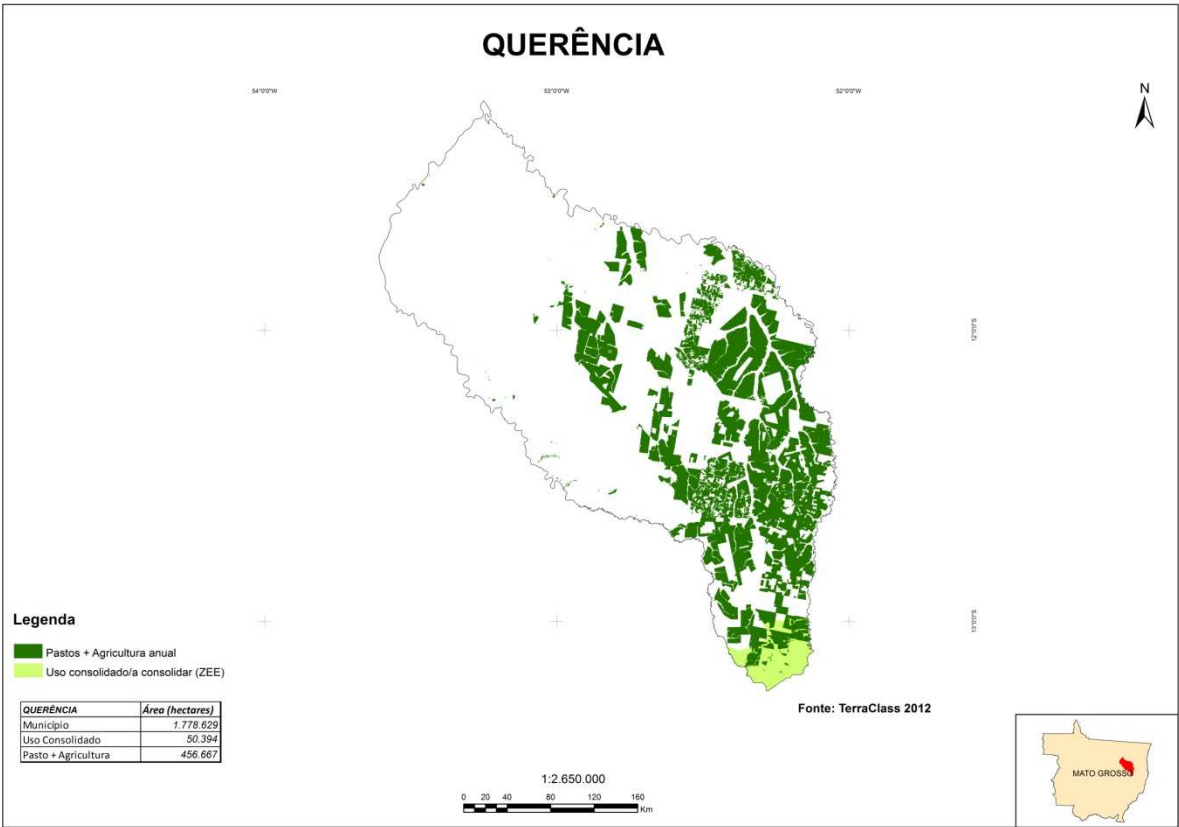 QUERÊNCIA
54°0'0"W
53°0'0"W
52°0'0"W
N
12°0'0"S
13°0'0"S
Legenda
Pastos + Agricultura anual
Uso consolidado/a consolidar (ZEE)
QUERÊNCIA Área (hectares)
Município 1.778.629
Uso Consolidado 50.394
Pasto + Agricultura 456.667
Fonte: TerraClass 2012
1:2.650.000
0 20 40 80 120 160
Km
MATO GROSSO